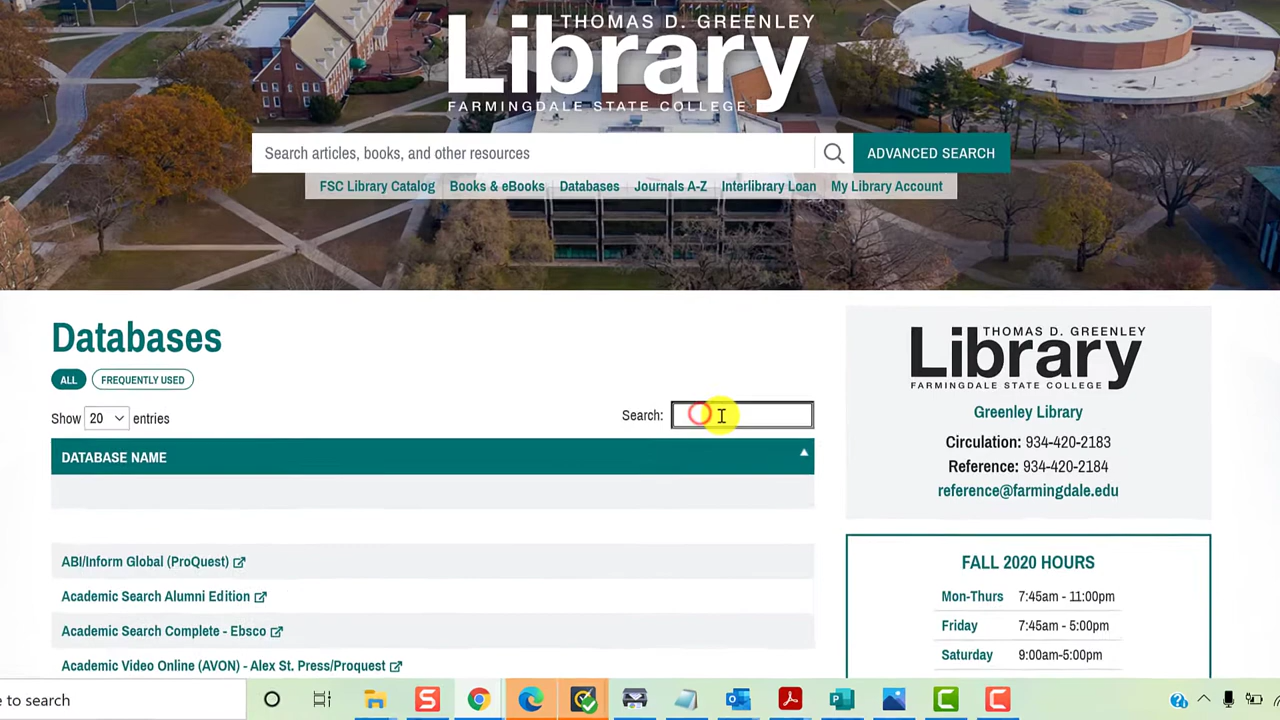 THOMAS D. GREENLEY
Library
FARMINGDALE STATE COLLEGE
Search articles, books, and other resources
ADVANCED SEARCH
FSC Library Catalog Books & eBooks Databases Journals A-Z Interlibrary Loan My Library Account
Databases
ALL FREQUENTLY USED
Show 20 entries
Search:
DATABASE NAME
ABI/Inform Global (ProQuest)
Academic Search Alumni Edition
Academic Search Complete - Ebsco
Academic Video Online (AVON) - Alex St. Press/Proquest
THOMAS D. GREENLEY
Library
FARMINGDALE STATE COLLEGE
Greenley Library
Circulation: 934-420-2183
Reference: 934-420-2184
reference@farmingdale.edu
FALL 2020 HOURS
Mon-Thurs 7:45am - 11:00pm
Friday 7:45am - 5:00pm
Saturday 9:00am-5:00pm
e to search